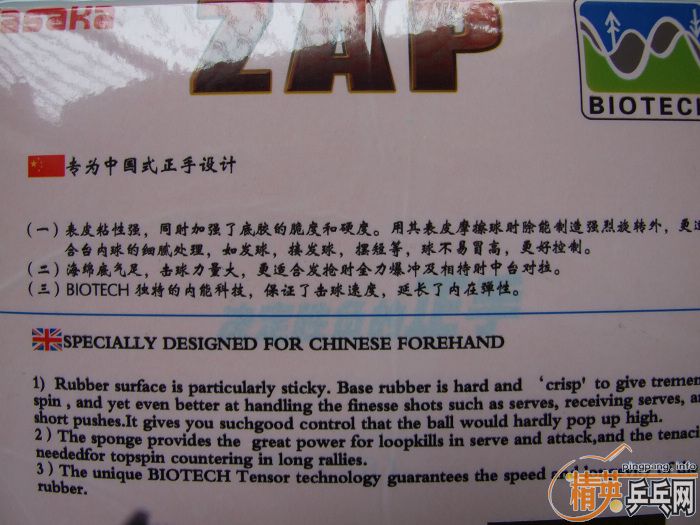 asaka
ZAP
BIOTECH
专为中国式正手设计
(一) 表皮粘性强，同时加强了底胶的脆度和硬度。用其表皮摩擦球时除能制造强烈旋转外，更适
合台内球的细腻处理，如发球，接发球，摆短等，球不易冒高，更好控制。
(二) 海绵底气足，击球力量大，更适合发抢时全力爆冲及相持时中台对拉。
(三) BIOTECH 独特的内能科技，保证了击球速度，延长了内在弹性。
SPECIALLY DESIGNED FOR CHINESE FOREHAND
1) Rubber surface is particularly sticky. Base rubber is hard and ‘crisp' to give tremen
spin , and yet even better at handling the finesse shots such as serves, receiving serves, a
short pushes.It gives you suchgood control that the ball would hardly pop up high.
2) The sponge provides the great power for loopkills in serve and attack,and the tenaci
neededfor topspin countering in long rallies.
3) The unique BIOTECH Tensor technology guarantees the speed and
rubber.
pingpang.info
精英乒乓网